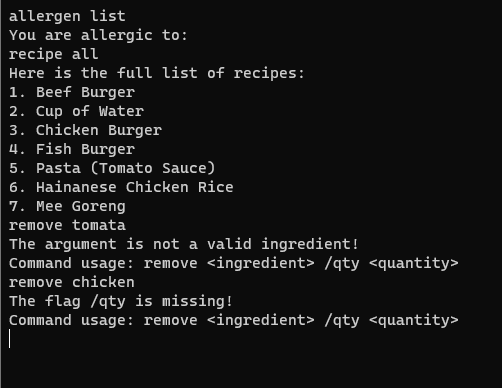 allergen list
You are allergic to:
recipe all
Here is the full list of recipes:
1. Beef Burger
2. Cup of Water
3. Chicken Burger
4. Fish Burger
5. Pasta (Tomato Sauce)
6. Hainanese Chicken Rice
7. Mee Goreng
remove tomata
The argument is not a valid ingredient!
Command usage: remove <ingredient> /qty <quantity>
remove chicken
The flag /qty is missing!
Command usage: remove <ingredient> /qty <quantity>